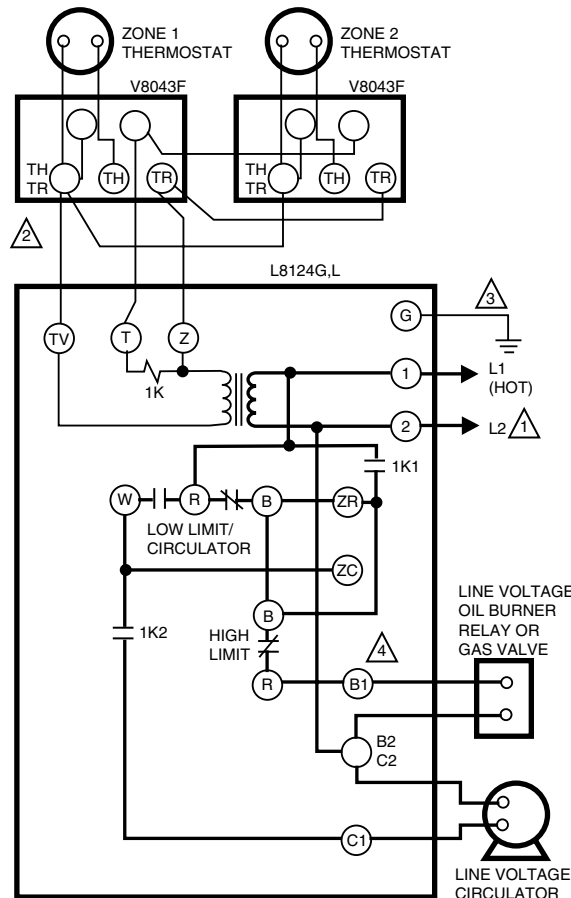 ZONE 1
THERMOSTAT
ZONE 2
THERMOSTAT
V8043F
V8043F
TH
TR
TH
TR
TH
TR
TH
TR
2
L8124G,L
TV
T
Z
G
3
1K
1
L1
(HOT)
2
L2
1
1K1
W
R
B
ZR
LOW LIMIT/
CIRCULATOR
ZC
1K2
B
HIGH
LIMIT
R
B1
4
LINE VOLTAGE
OIL BURNER
RELAY OR
GAS VALVE
B2
C2
C1
LINE VOLTAGE
CIRCULATOR